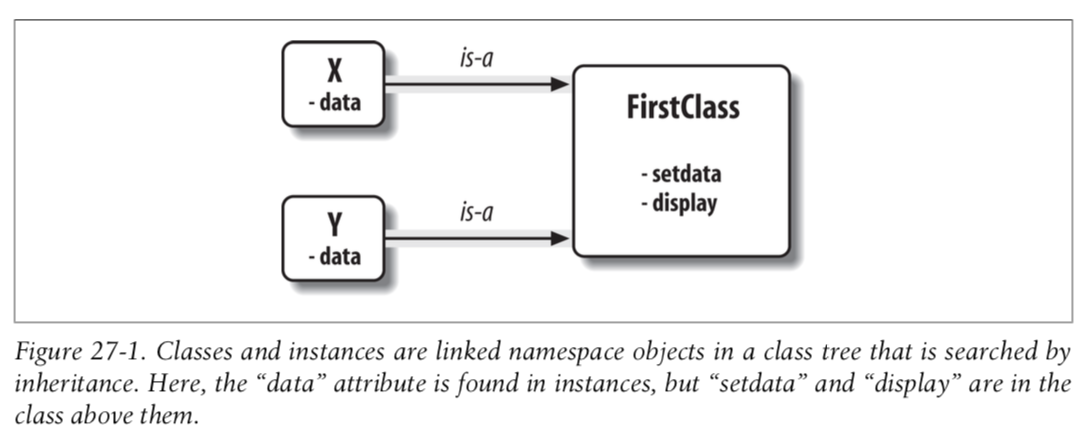 X
- data
is-a
FirstClass
- setdata
- display
Y
- data
is-a
Figure 27-1. Classes and instances are linked namespace objects in a class tree that is searched by
inheritance. Here, the “data” attribute is found in instances, but “setdata” and “display” are in the
class above them.